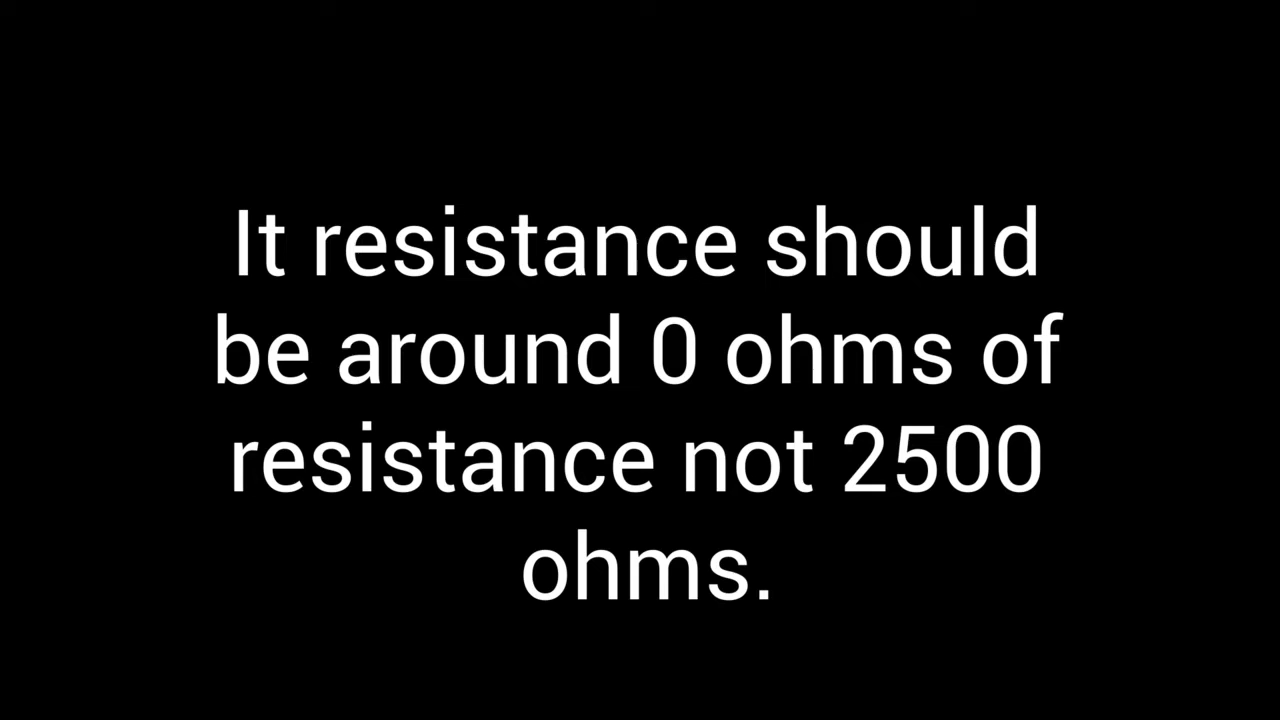 It resistance should
be around 0 ohms of
resistance not 2500
ohms.